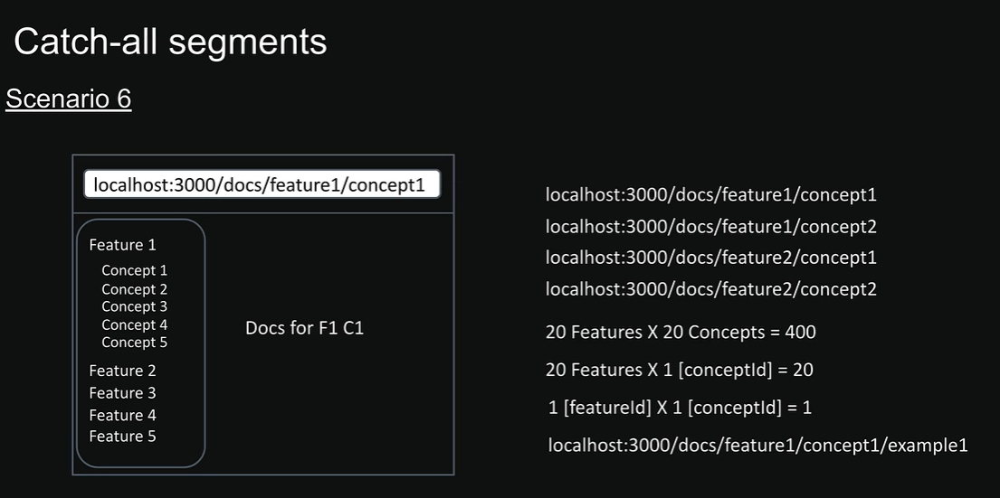 Catch-all segments
Scenario 6
localhost:3000/docs/feature1/concept1
Feature 1
Concept 1
Concept 2
Concept 3
Concept 4
Concept 5
Feature 2
Feature 3
Feature 4
Feature 5
Docs for F1 C1
localhost:3000/docs/feature1/concept1
localhost:3000/docs/feature1/concept2
localhost:3000/docs/feature2/concept1
localhost:3000/docs/feature2/concept2
20 Features X 20 Concepts = 400
20 Features X 1 [conceptId] = 20
1 [featureId] X 1 [conceptId] = 1
localhost:3000/docs/feature1/concept1/example1